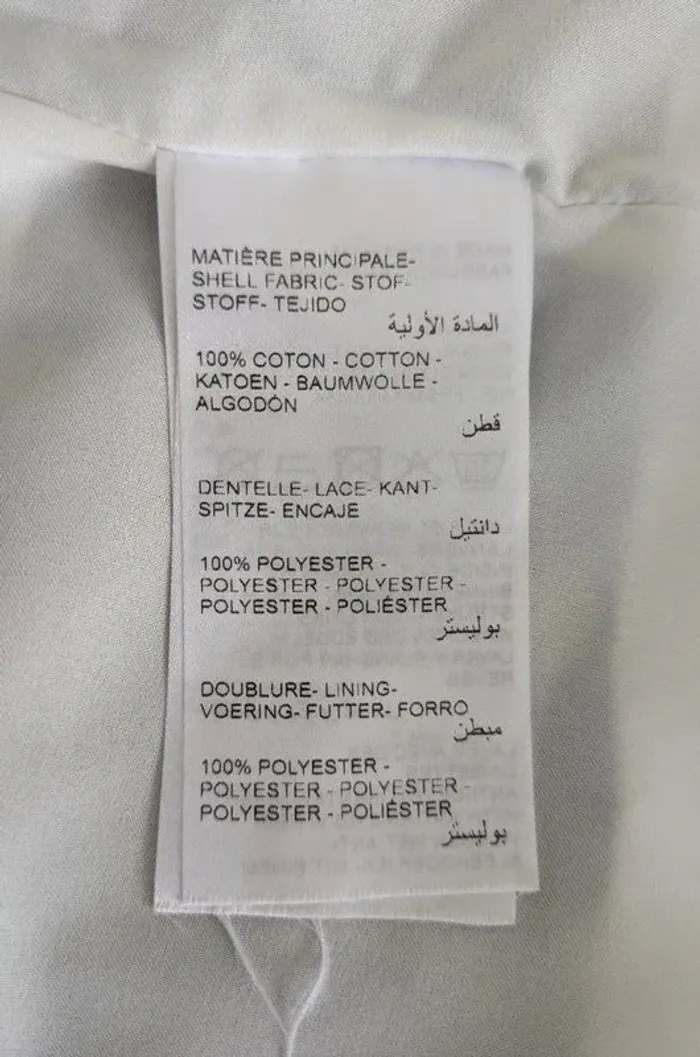 MATIÈRE PRINCIPALE-
SHELL FABRIC- STOF-
STOFF- TEJIDO
المادة الأولية
100% COTON - COTTON -
KATOEN - BAUMWOLLE -
ALGODÓN
قطن
DENTELLE- LACE- KANT-
SPITZE- ENCAJE
دانتيل
100% POLYESTER -
POLYESTER - POLYESTER -
POLYESTER - POLIÉSTER
بوليستر
DOUBLURE- LINING-
VOERING- FUTTER- FORRO
مبطن
100% POLYESTER -
POLYESTER - POLYESTER -
POLYESTER - POLIÉSTER
بوليستر